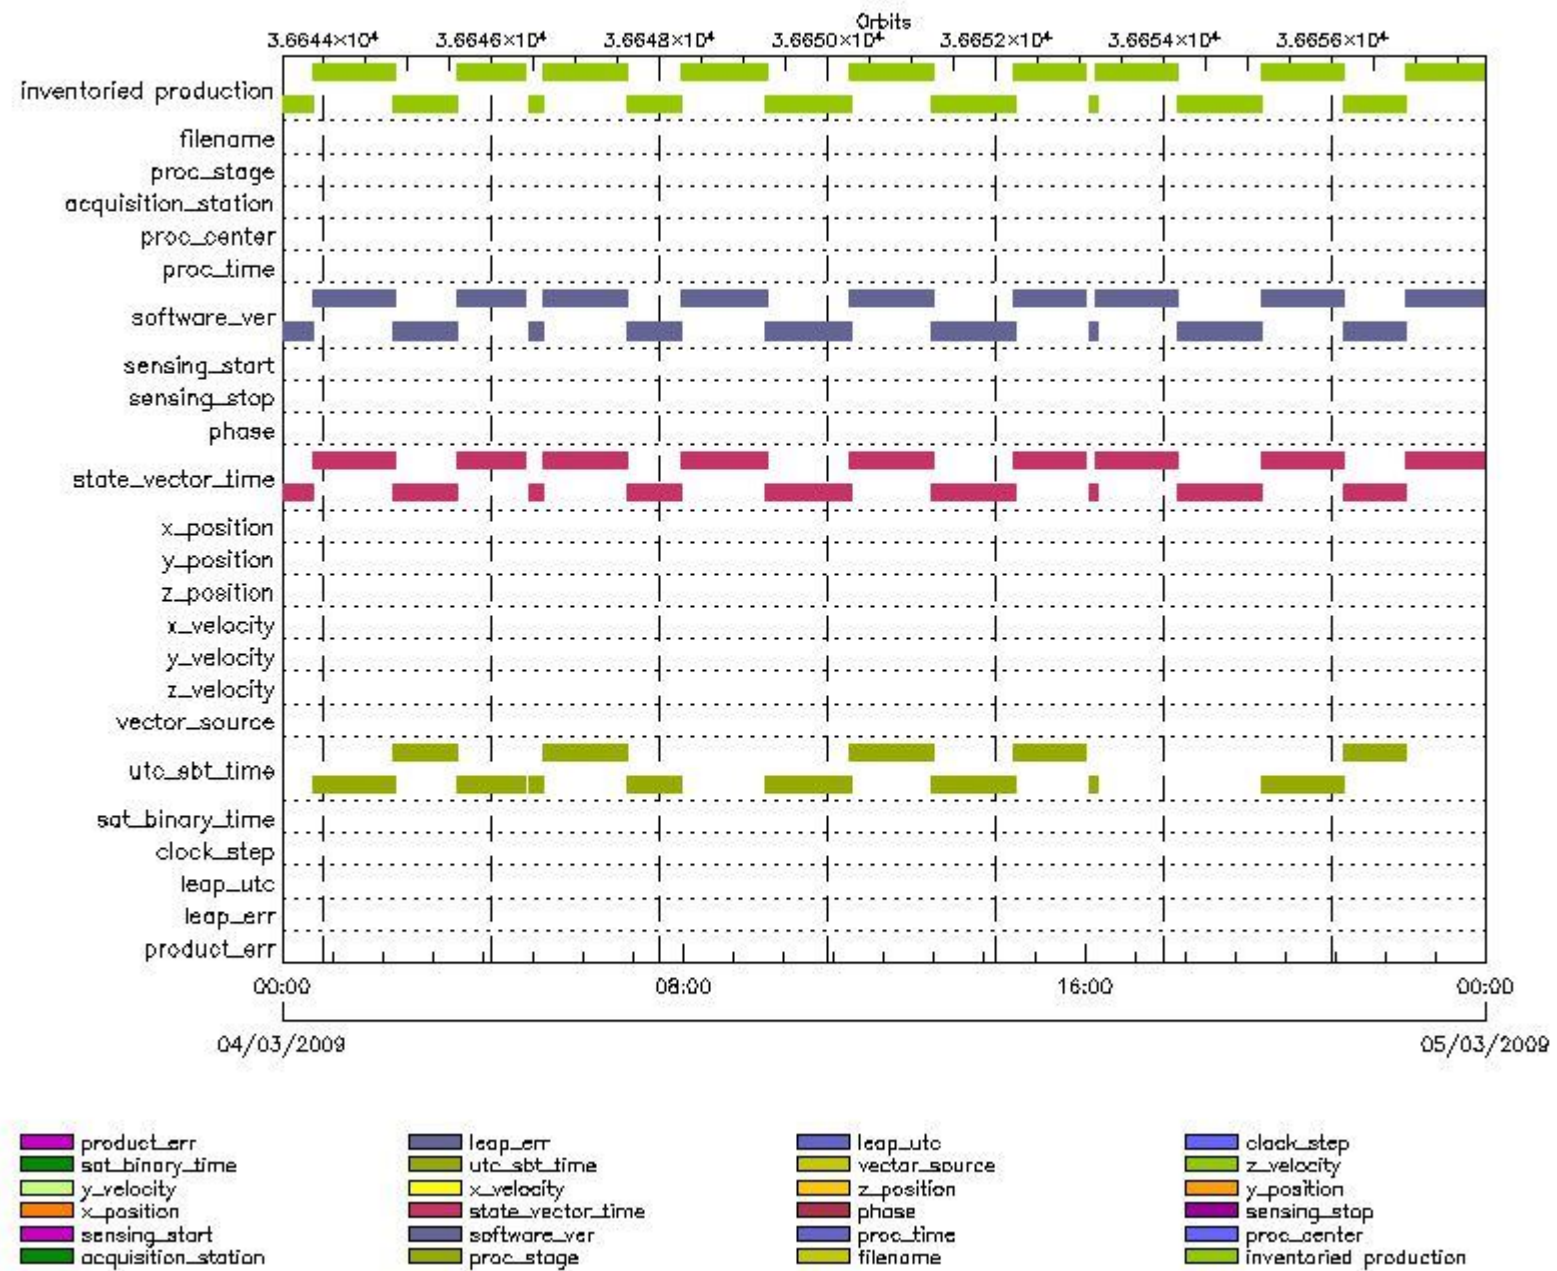 Orbits
3.6644×10⁴ 3.6646×10⁴ 3.6648×10⁴ 3.6650×10⁴ 3.6652×10⁴ 3.6654×10⁴ 3.6656×10⁴
inventoried production
filename
proc_stage
acquisition_station
proc_center
proc_time
software_ver
sensing_start
sensing_stop
phase
state_vector_time
x_position
y_position
z_position
x_velocity
y_velocity
z_velocity
vector_source
utc_sbt_time
sat_binary_time
clock_step
leap_utc
leap_err
product_err
00:00 08:00 16:00 00:00
04/03/2009 05/03/2009
product_err leap_err leap_utc clock_step
sat_binary_time utc_sbt_time vector_source z_velocity
y_velocity x_velocity z_position y_position
x_position state_vector_time phase sensing_stop
sensing_start software_ver proc_time proc_center
acquisition_station proc_stage filename inventoried production